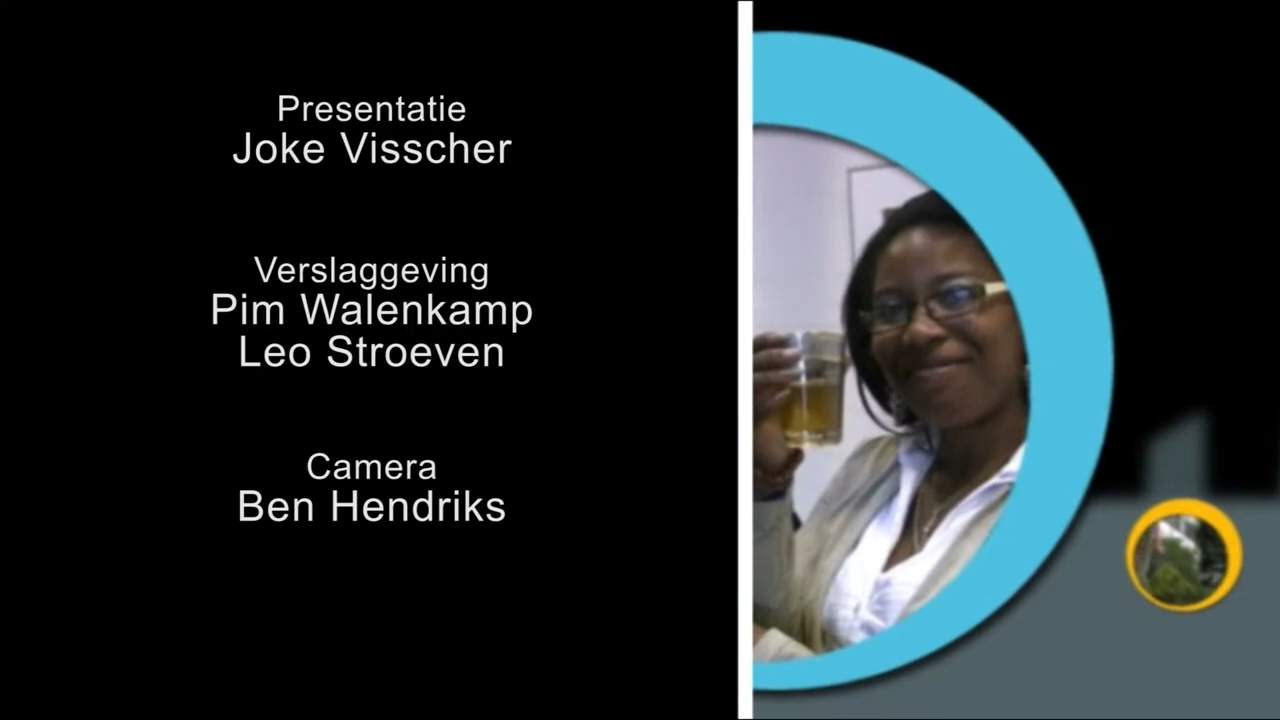 Presentatie
Joke Visscher
Verslaggeving
Pim Walenkamp
Leo Stroeven
Camera
Ben Hendriks